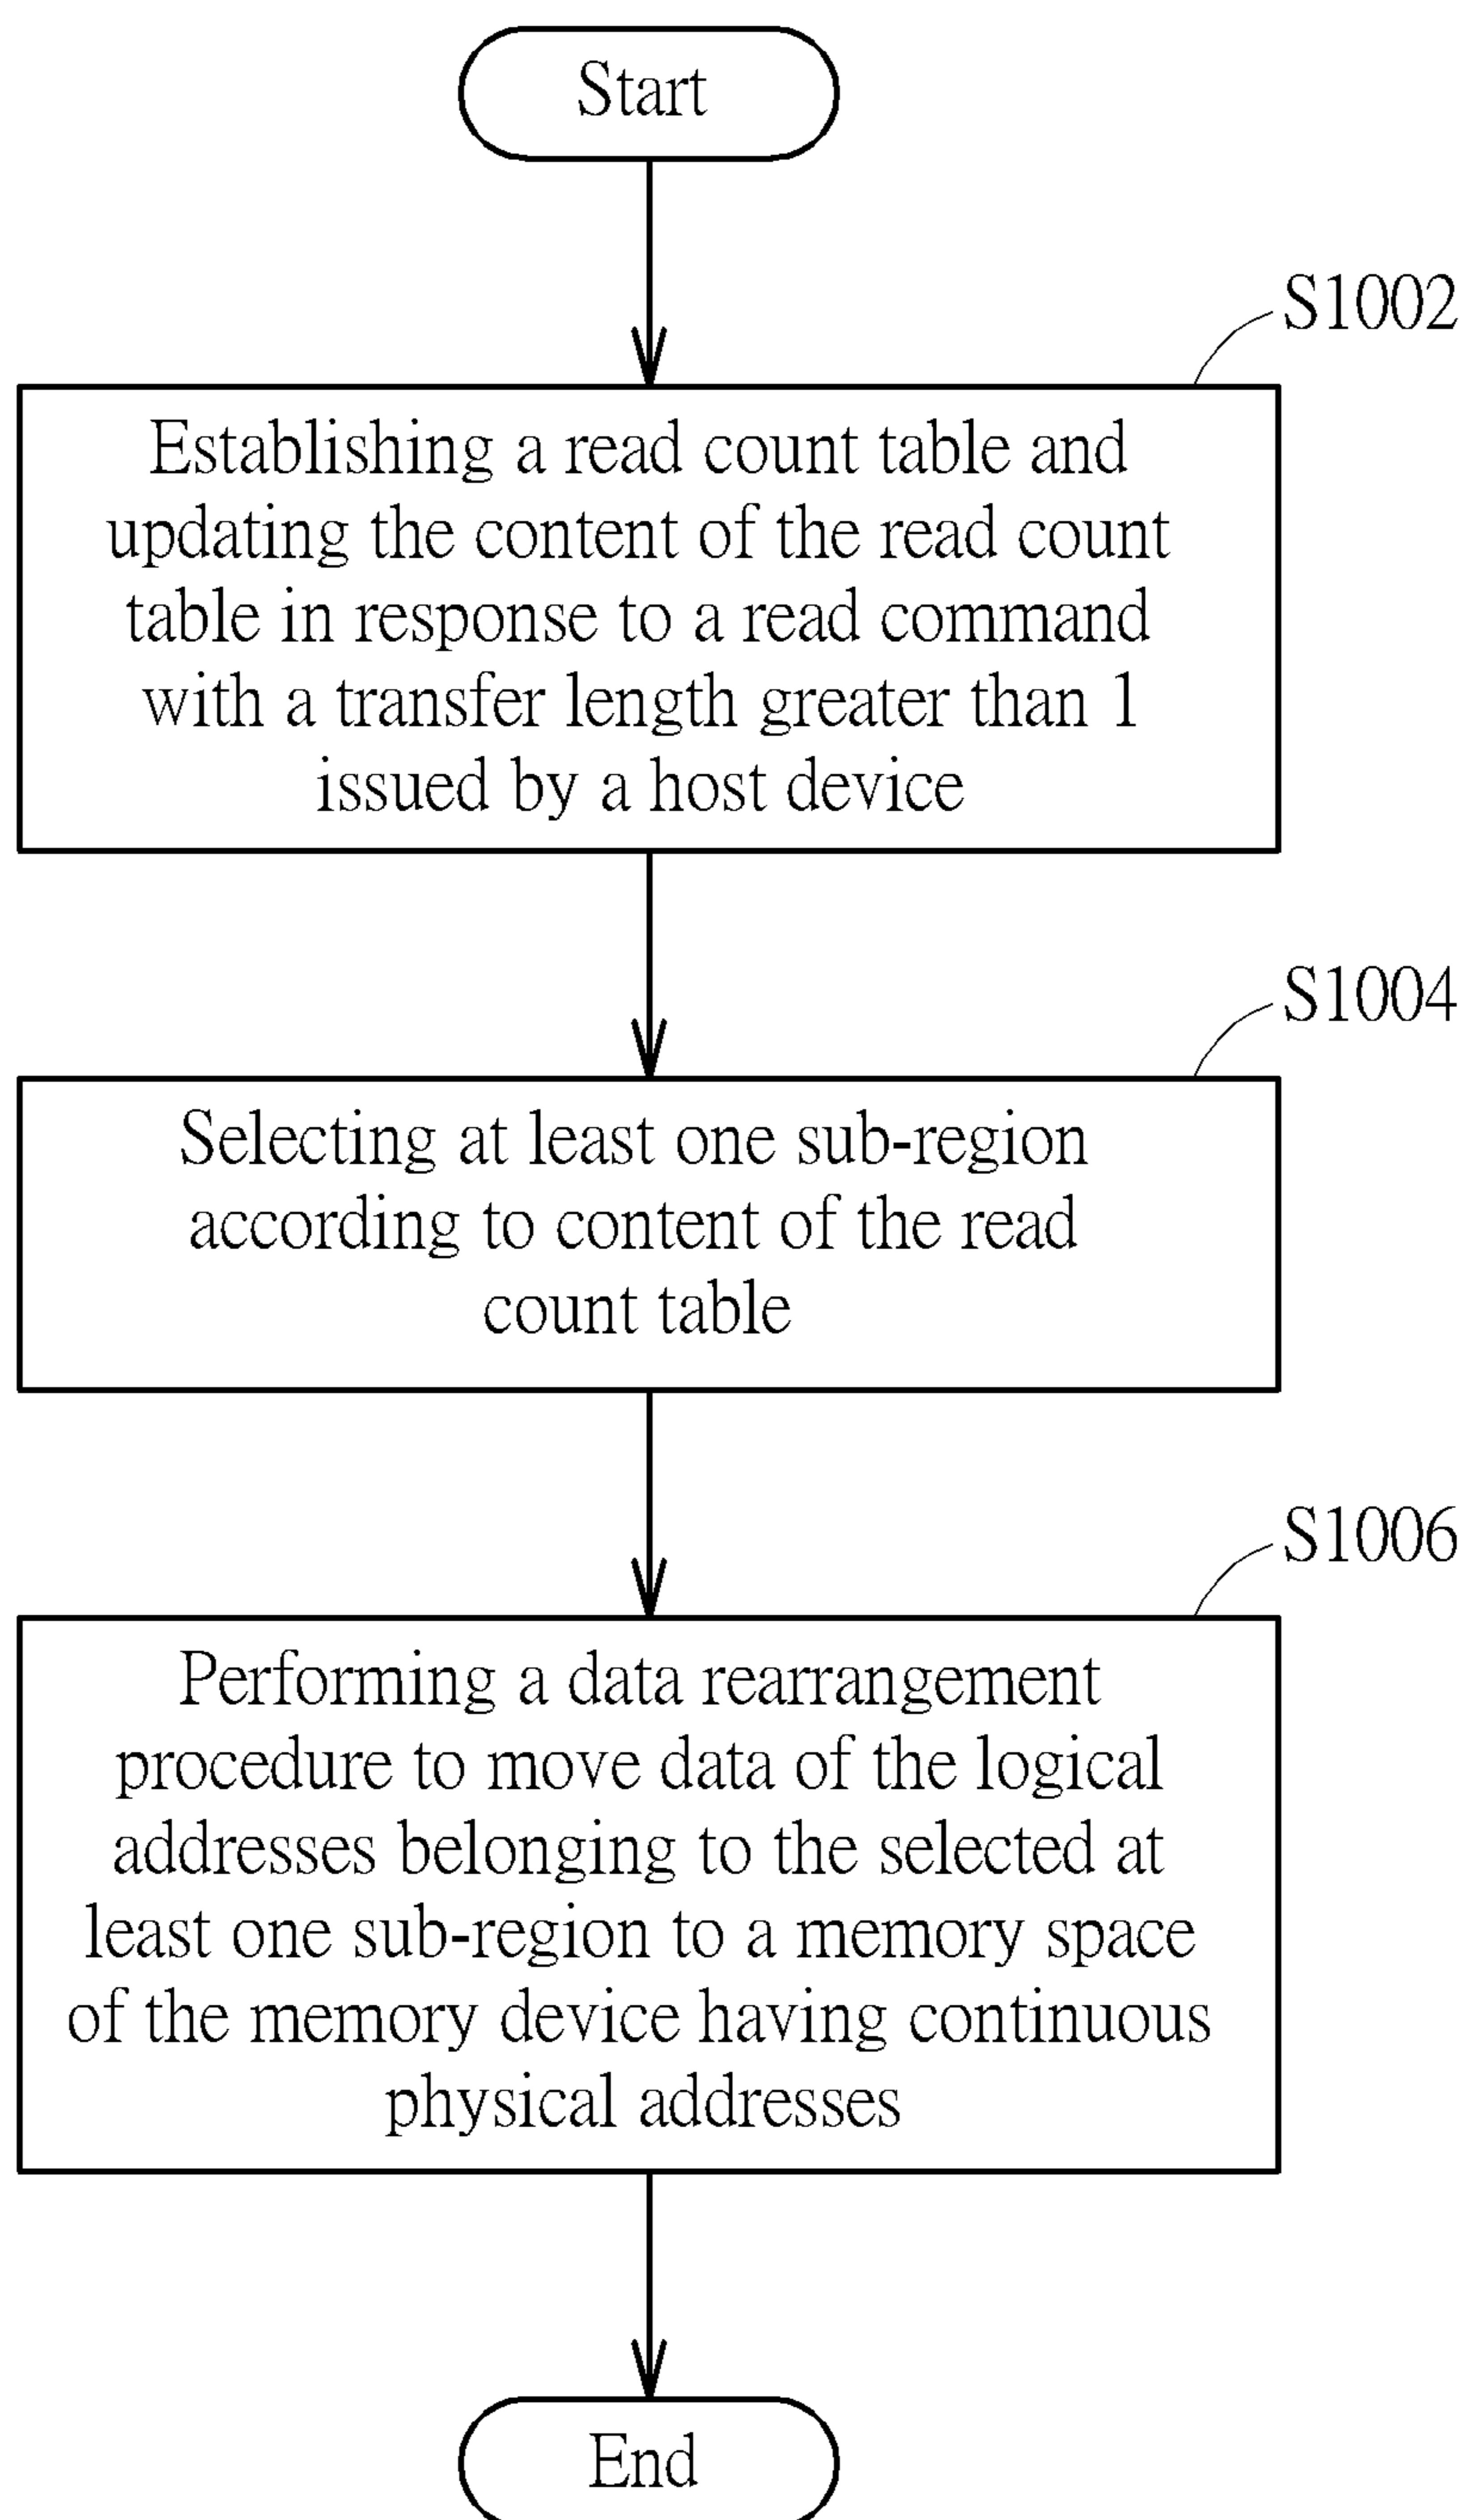 Start
S1002
Establishing a read count table and
updating the content of the read count
table in response to a read command
with a transfer length greater than 1
issued by a host device
S1004
Selecting at least one sub-region
according to content of the read
count table
S1006
Performing a data rearrangement
procedure to move data of the logical
addresses belonging to the selected at
least one sub-region to a memory space
of the memory device having continuous
physical addresses
End